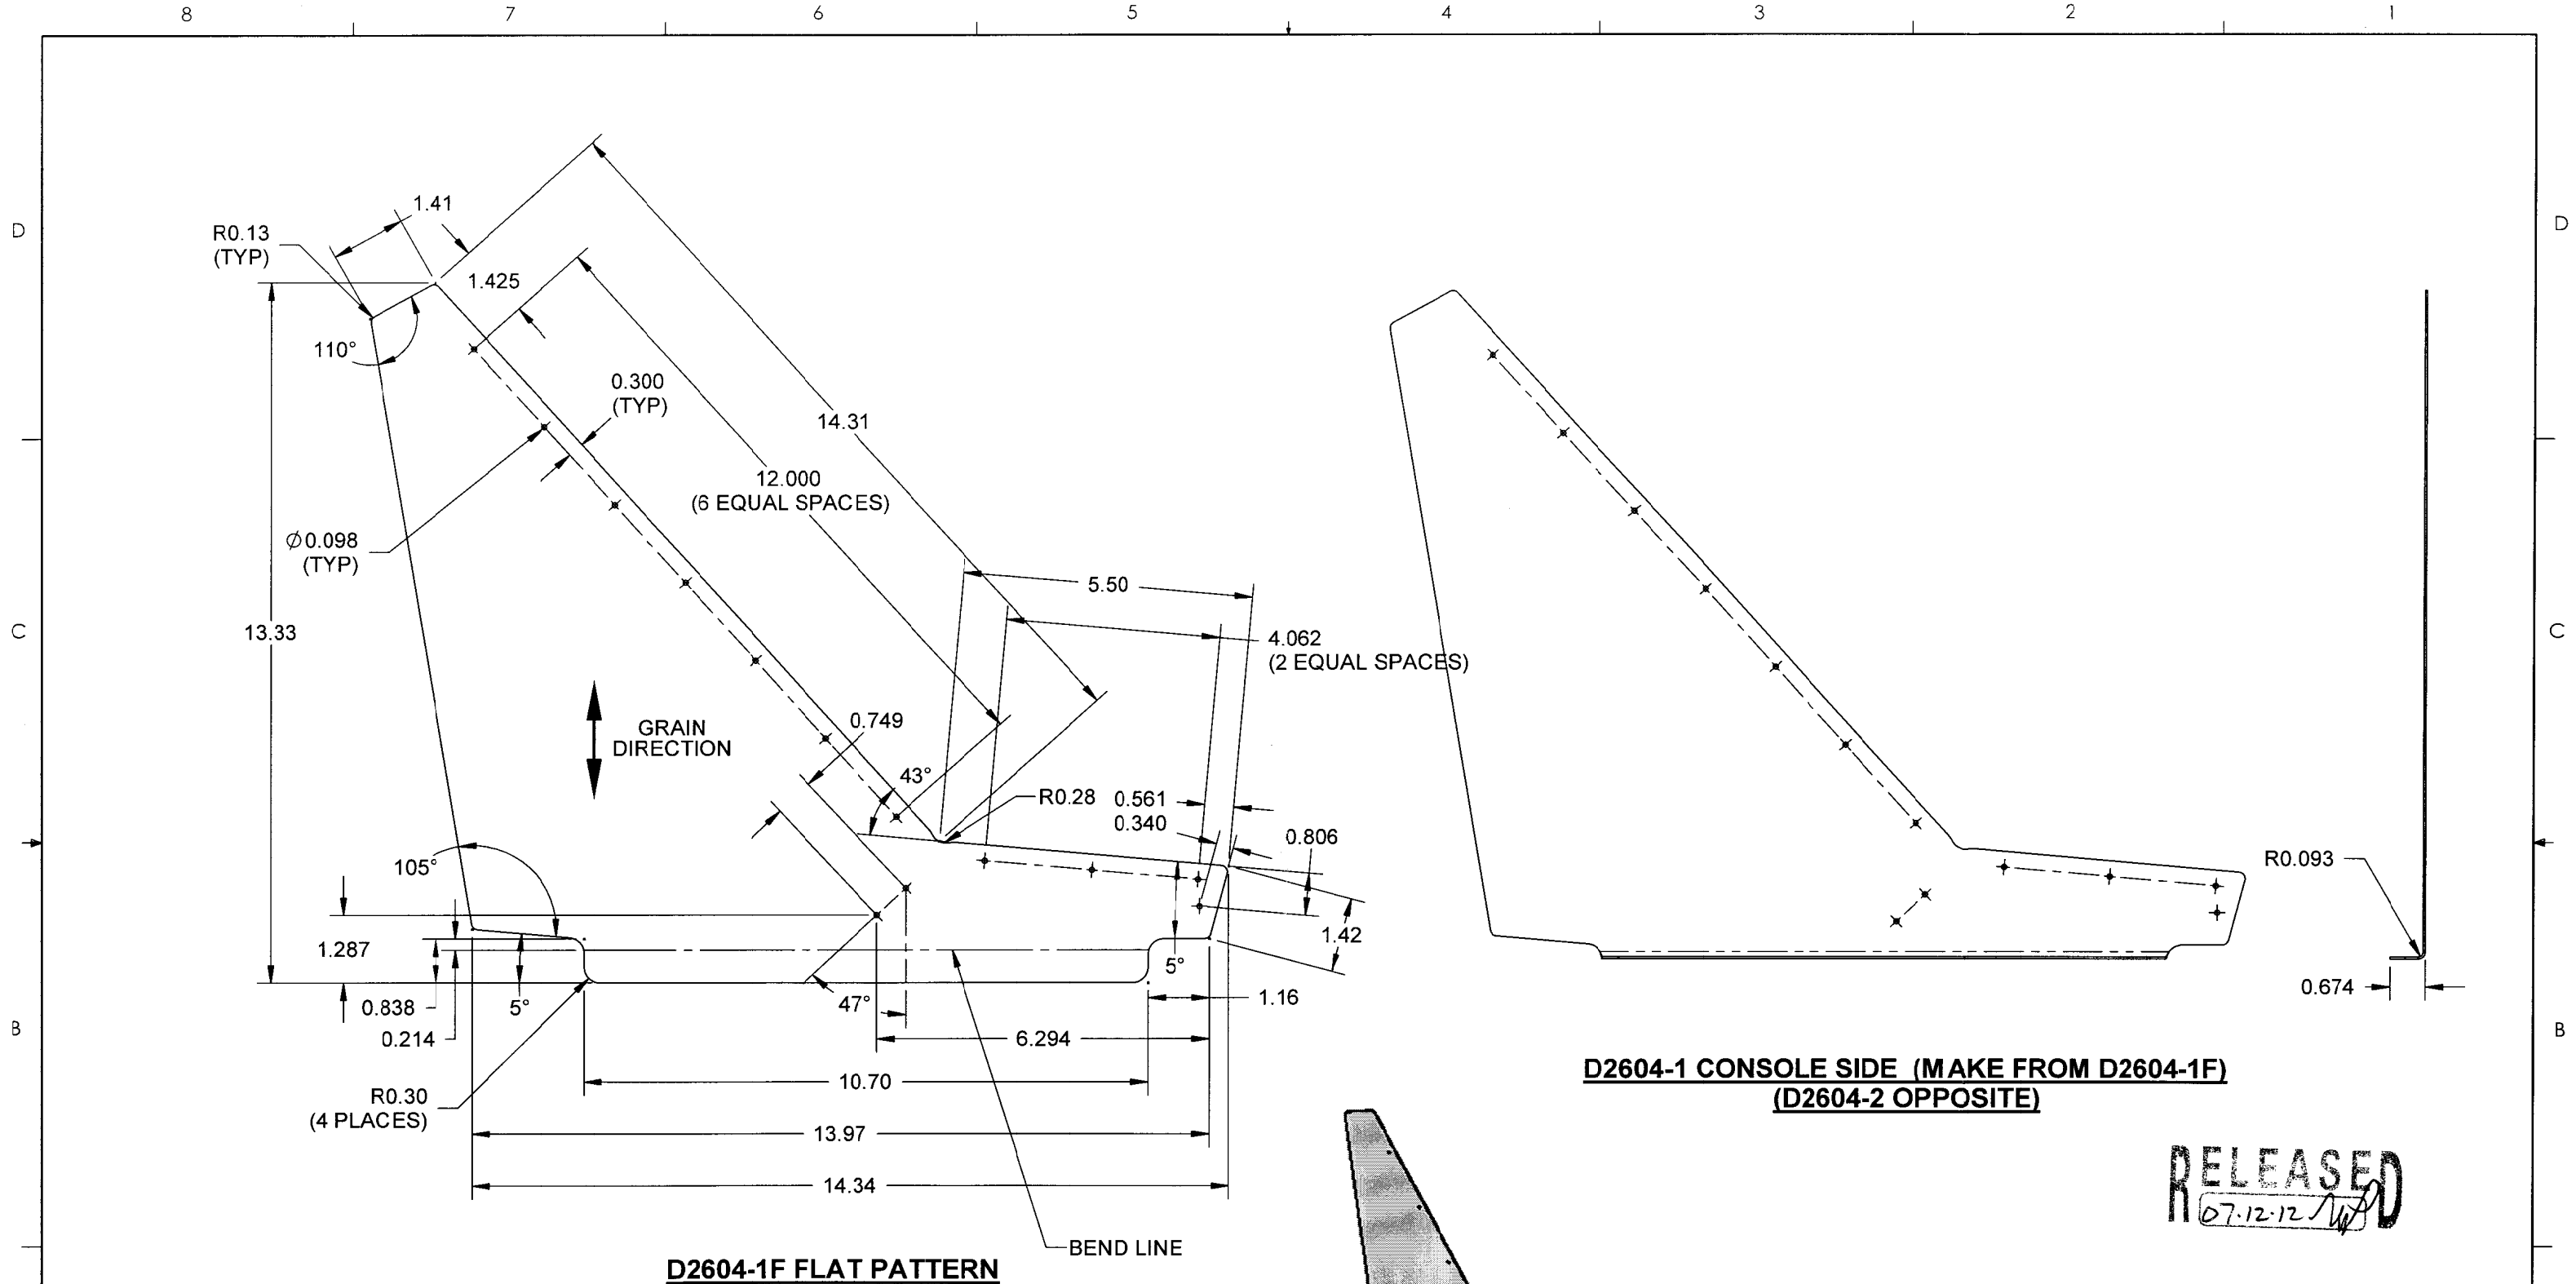 8 7 6 5 4 3 2 1
D
D
1.41
R0.13
(TYP)
1.425
110°
0.300
(TYP)
14.31
12.000
(6 EQUAL SPACES)
Ø0.098
(TYP)
5.50
C
13.33
C
4.062
(2 EQUAL SPACES)
GRAIN
DIRECTION
0.749
43°
R0.28
0.561
0.340
0.806
105°
R0.093
1.287
1.42
5°
0.674
0.838
5°
47°
1.16
B
0.214
6.294
B
D2604-1 CONSOLE SIDE (MAKE FROM D2604-1F)
(D2604-2 OPPOSITE)
10.70
R0.30
(4 PLACES)
13.97
14.34
RELEASED
07.12.12
BEND LINE
D2604-1F FLAT PATTERN